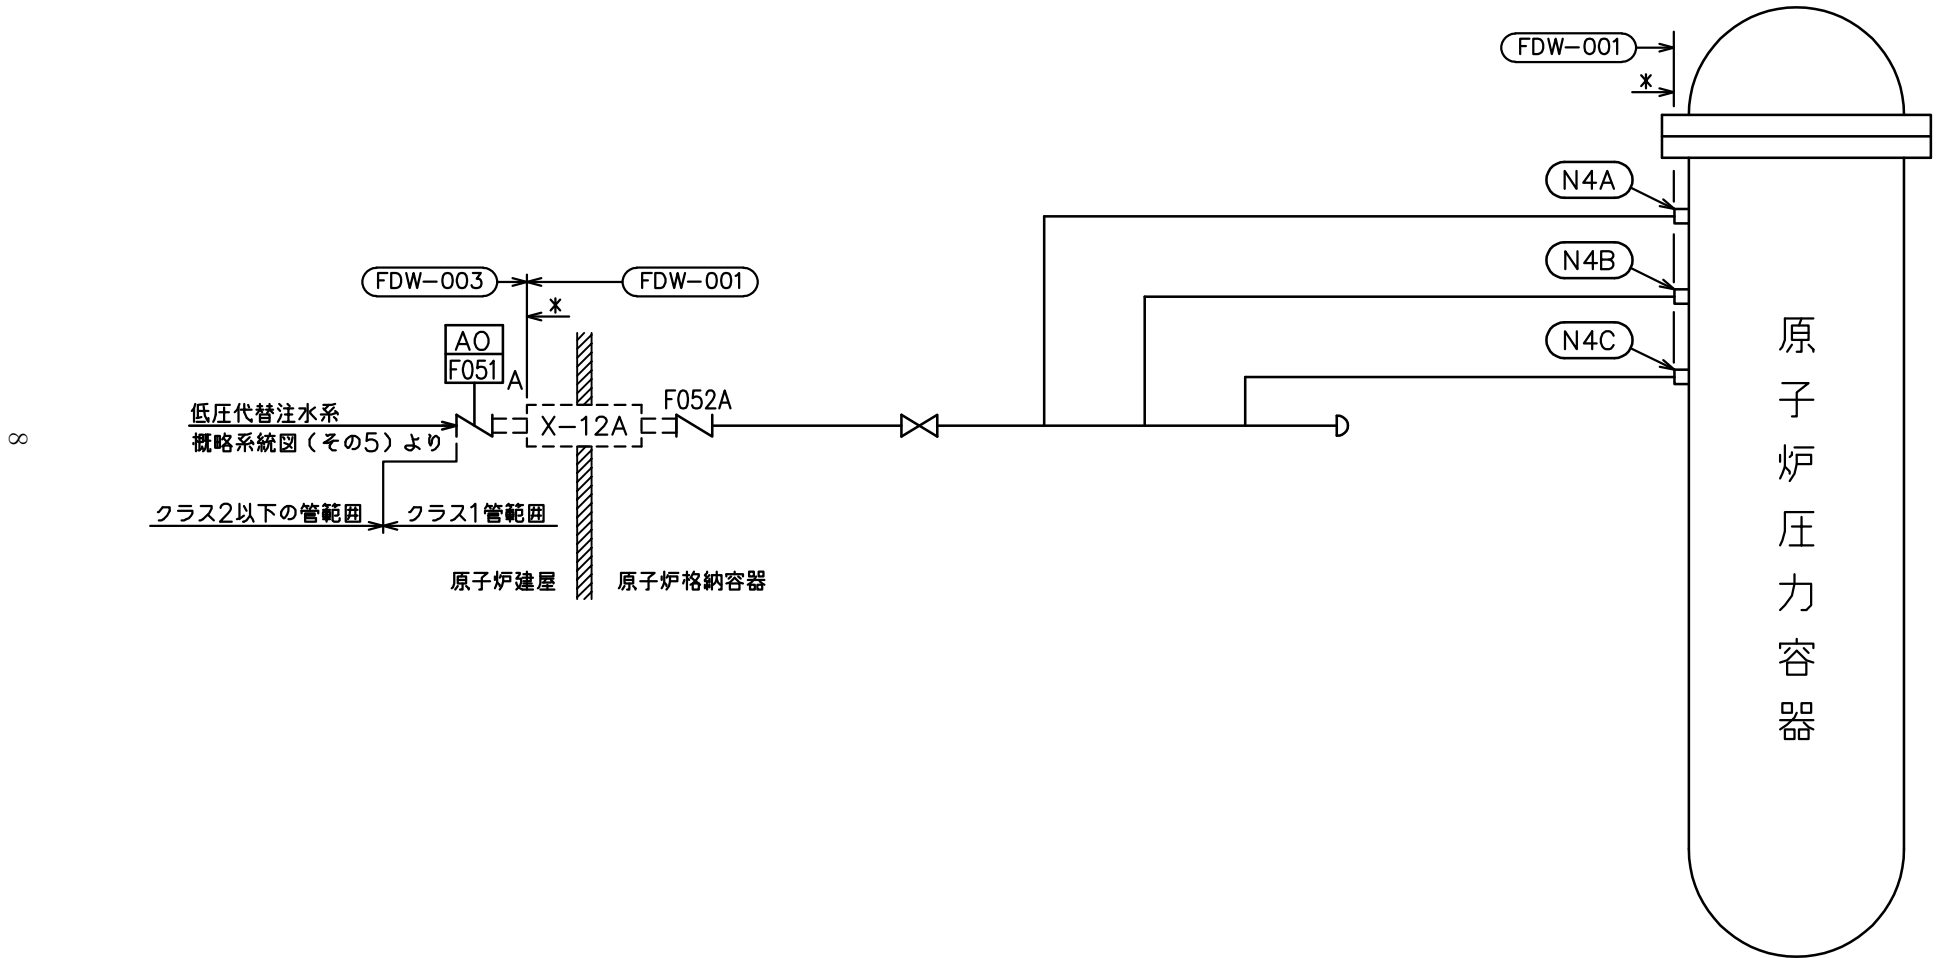 FDW-001
*
N4A
N4B
N4C
FDW-003
FDW-001
*
AO
F051
A
F052A
X-12A
低圧代替注水系
概略系統図(その5)より
クラス2以下の管範囲
クラス1管範囲
原子炉建屋
原子炉格納容器
原子炉圧力容器
8